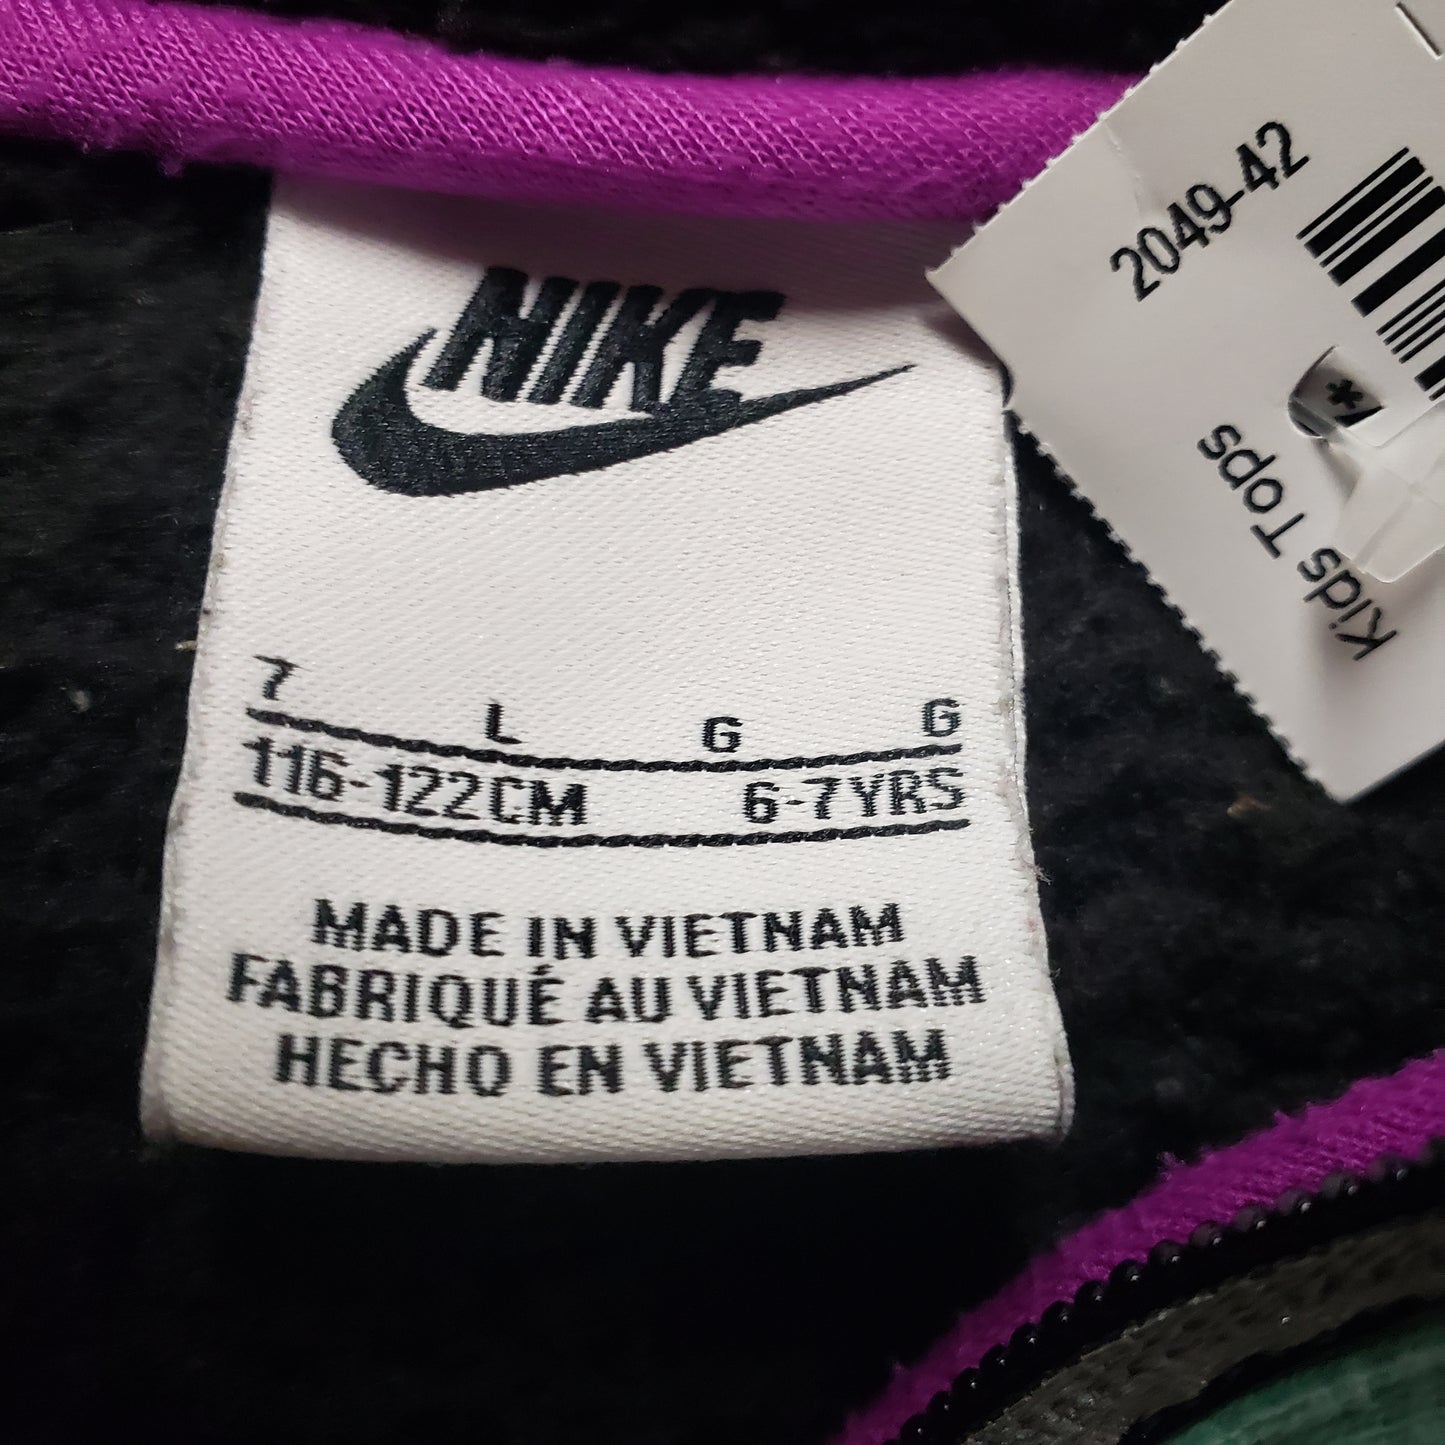 NIKE
7 L G G
116-122CM 6-7YRS
MADE IN VIETNAM
FABRIQUÉ AU VIETNAM
HECHO EN VIETNAM
2049-42
Kids Tops